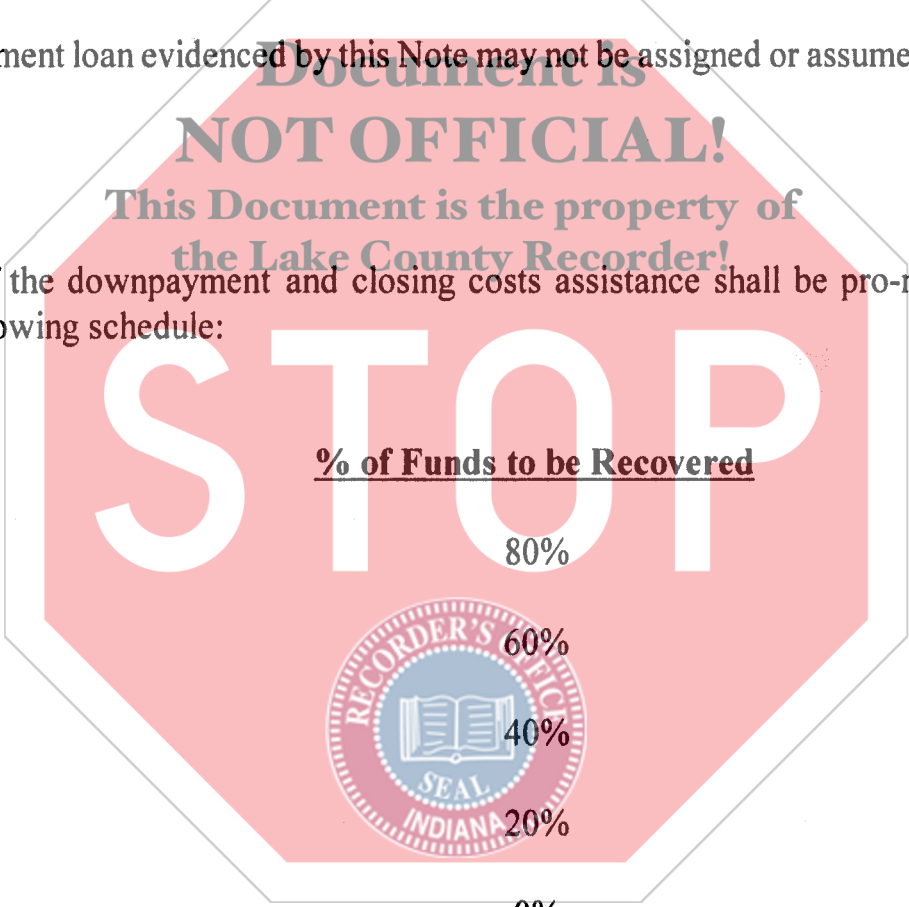 ment loan evidenced by this Note may not be assigned or assume
Document is
NOT OFFICIAL!
This Document is the property of
the Lake County Recorder!
the downpayment and closing costs assistance shall be pro-r
owing schedule:
STOP
% of Funds to be Recovered
80%
60%
40%
20%
0%
RECORDER'S OFFICE
SEAL
INDIANA